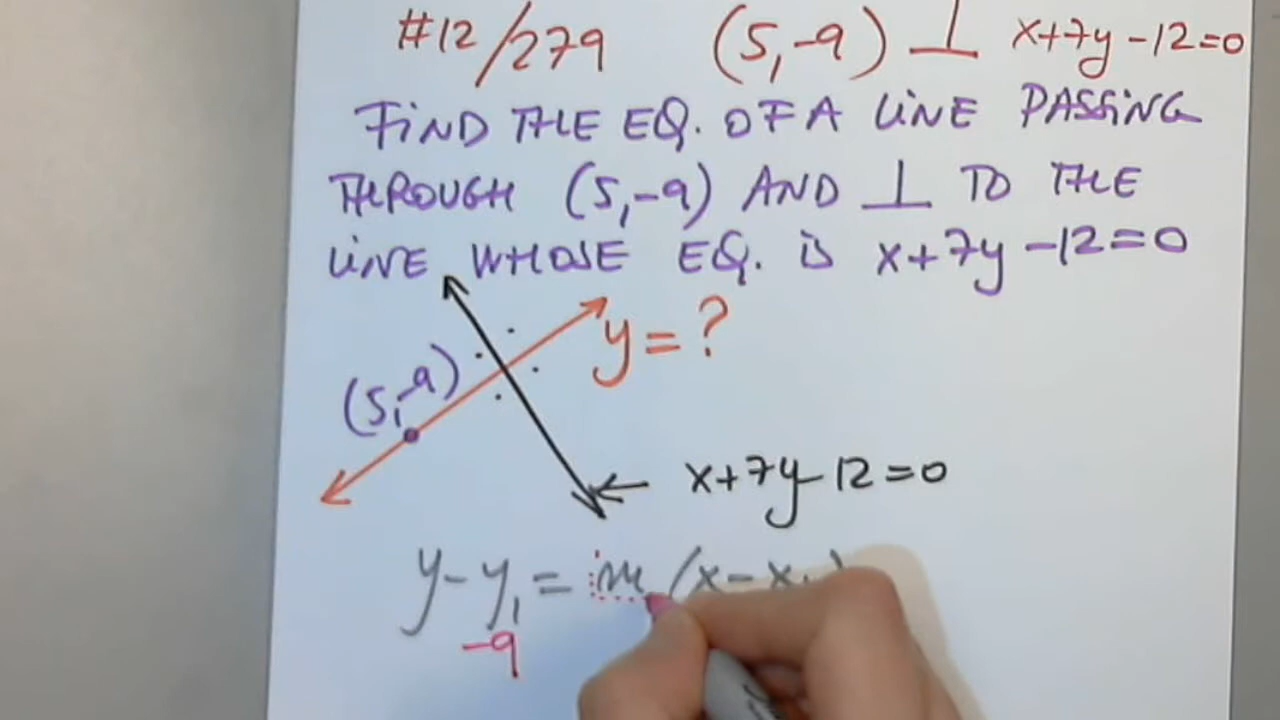 #12/279 (5,-9) ⊥ x+7y-12=0
FIND THE EQ. OF A LINE PASSING
THROUGH (5,-9) AND ⊥ TO THE
LINE WHOSE EQ. IS x+7y-12=0
y=?
(5,-9)
x+7y-12=0
y-y₁=m(x-x₁)
-9